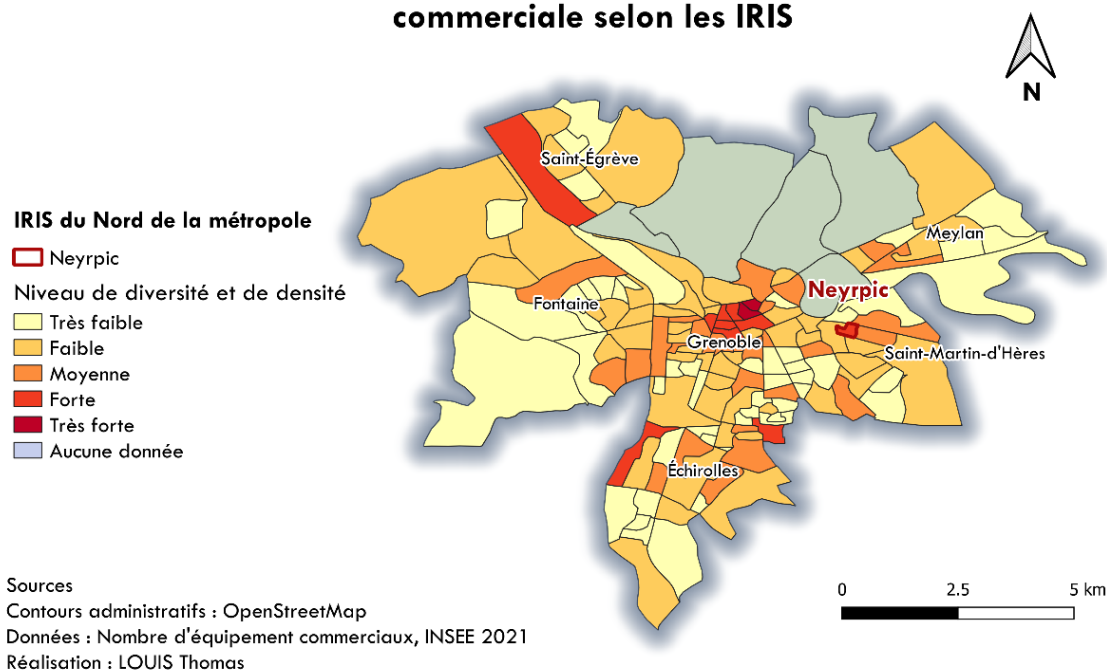 commerciale selon les IRIS
N
Saint-Égrève
Meylan
IRIS du Nord de la métropole
Neyrpic
Niveau de diversité et de densité
Très faible
Faible
Moyenne
Forte
Très forte
Aucune donnée
Neyrpic
Fontaine
Grenoble
Saint-Martin-d'Hères
Échirolles
Sources
Contours administratifs : OpenStreetMap
Données : Nombre d'équipement commerciaux, INSEE 2021
Réalisation : LOUIS Thomas
0 2.5 5 km